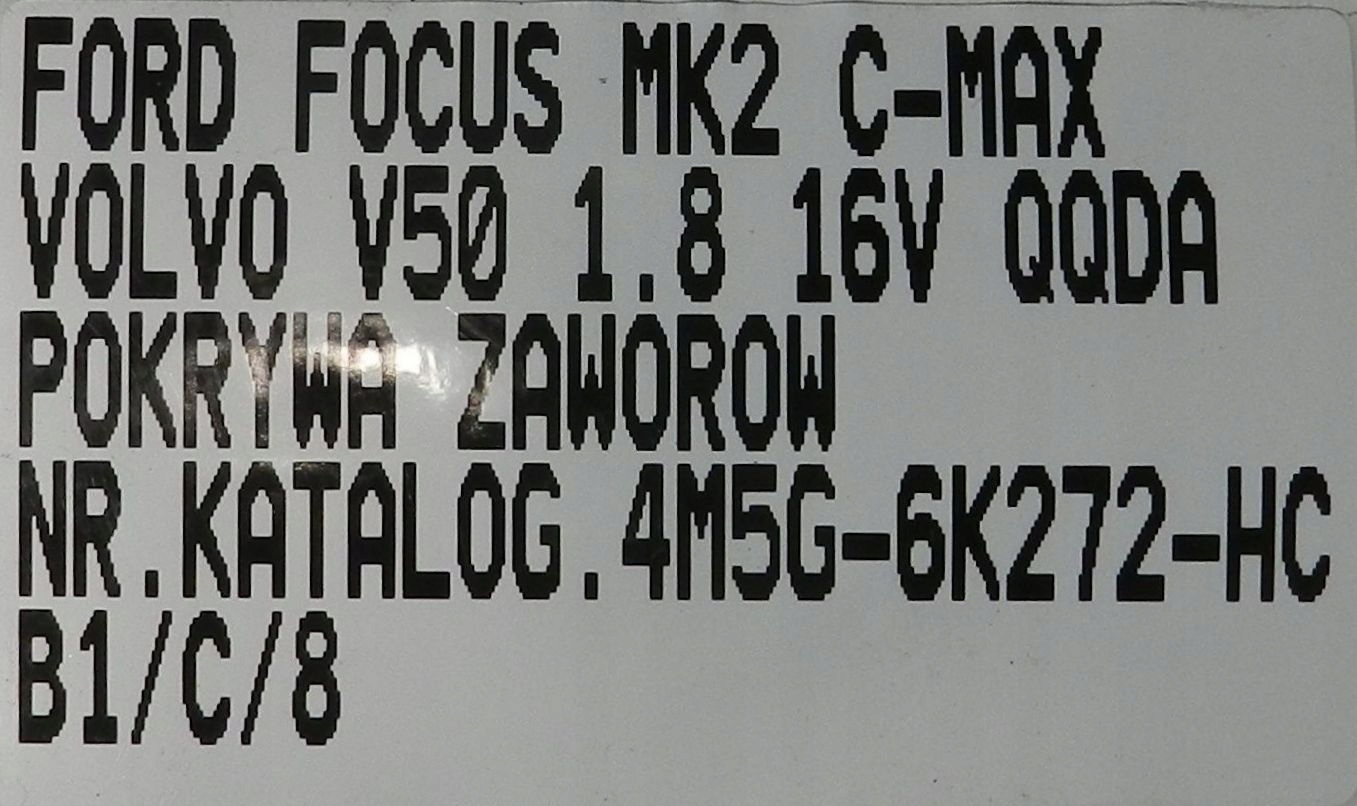 FORD FOCUS MK2 C-MAX
VOLVO V50 1.8 16V QQDA
POKRYWA ZAWOROW
NR.KATALOG.4M5G-6K272-HC
B1/C/8